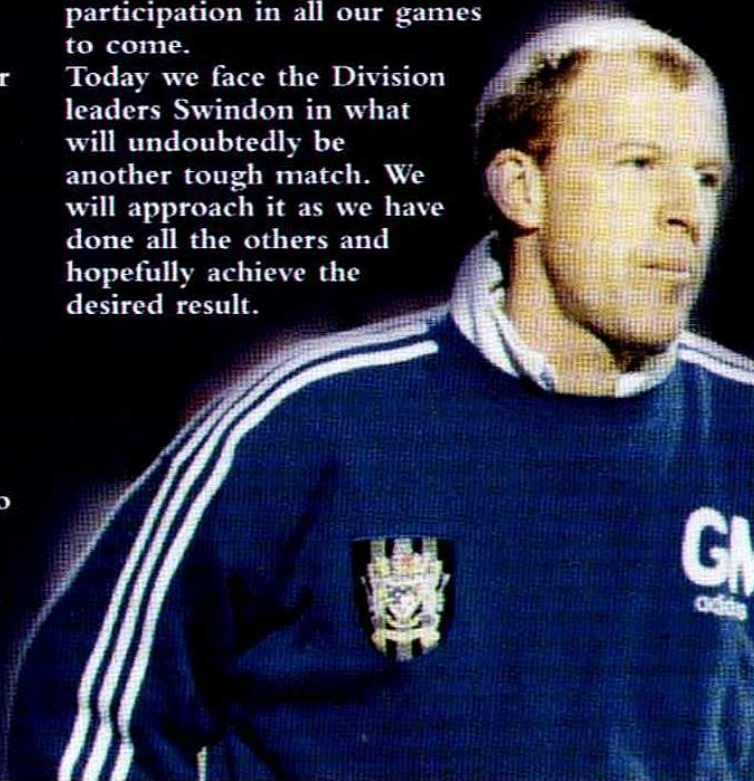 participation in all our games
to come.
r
Today we face the Division
leaders Swindon in what
will undoubtedly be
another tough match. We
will approach it as we have
done all the others and
hopefully achieve the
desired result.
o
GM
adidas